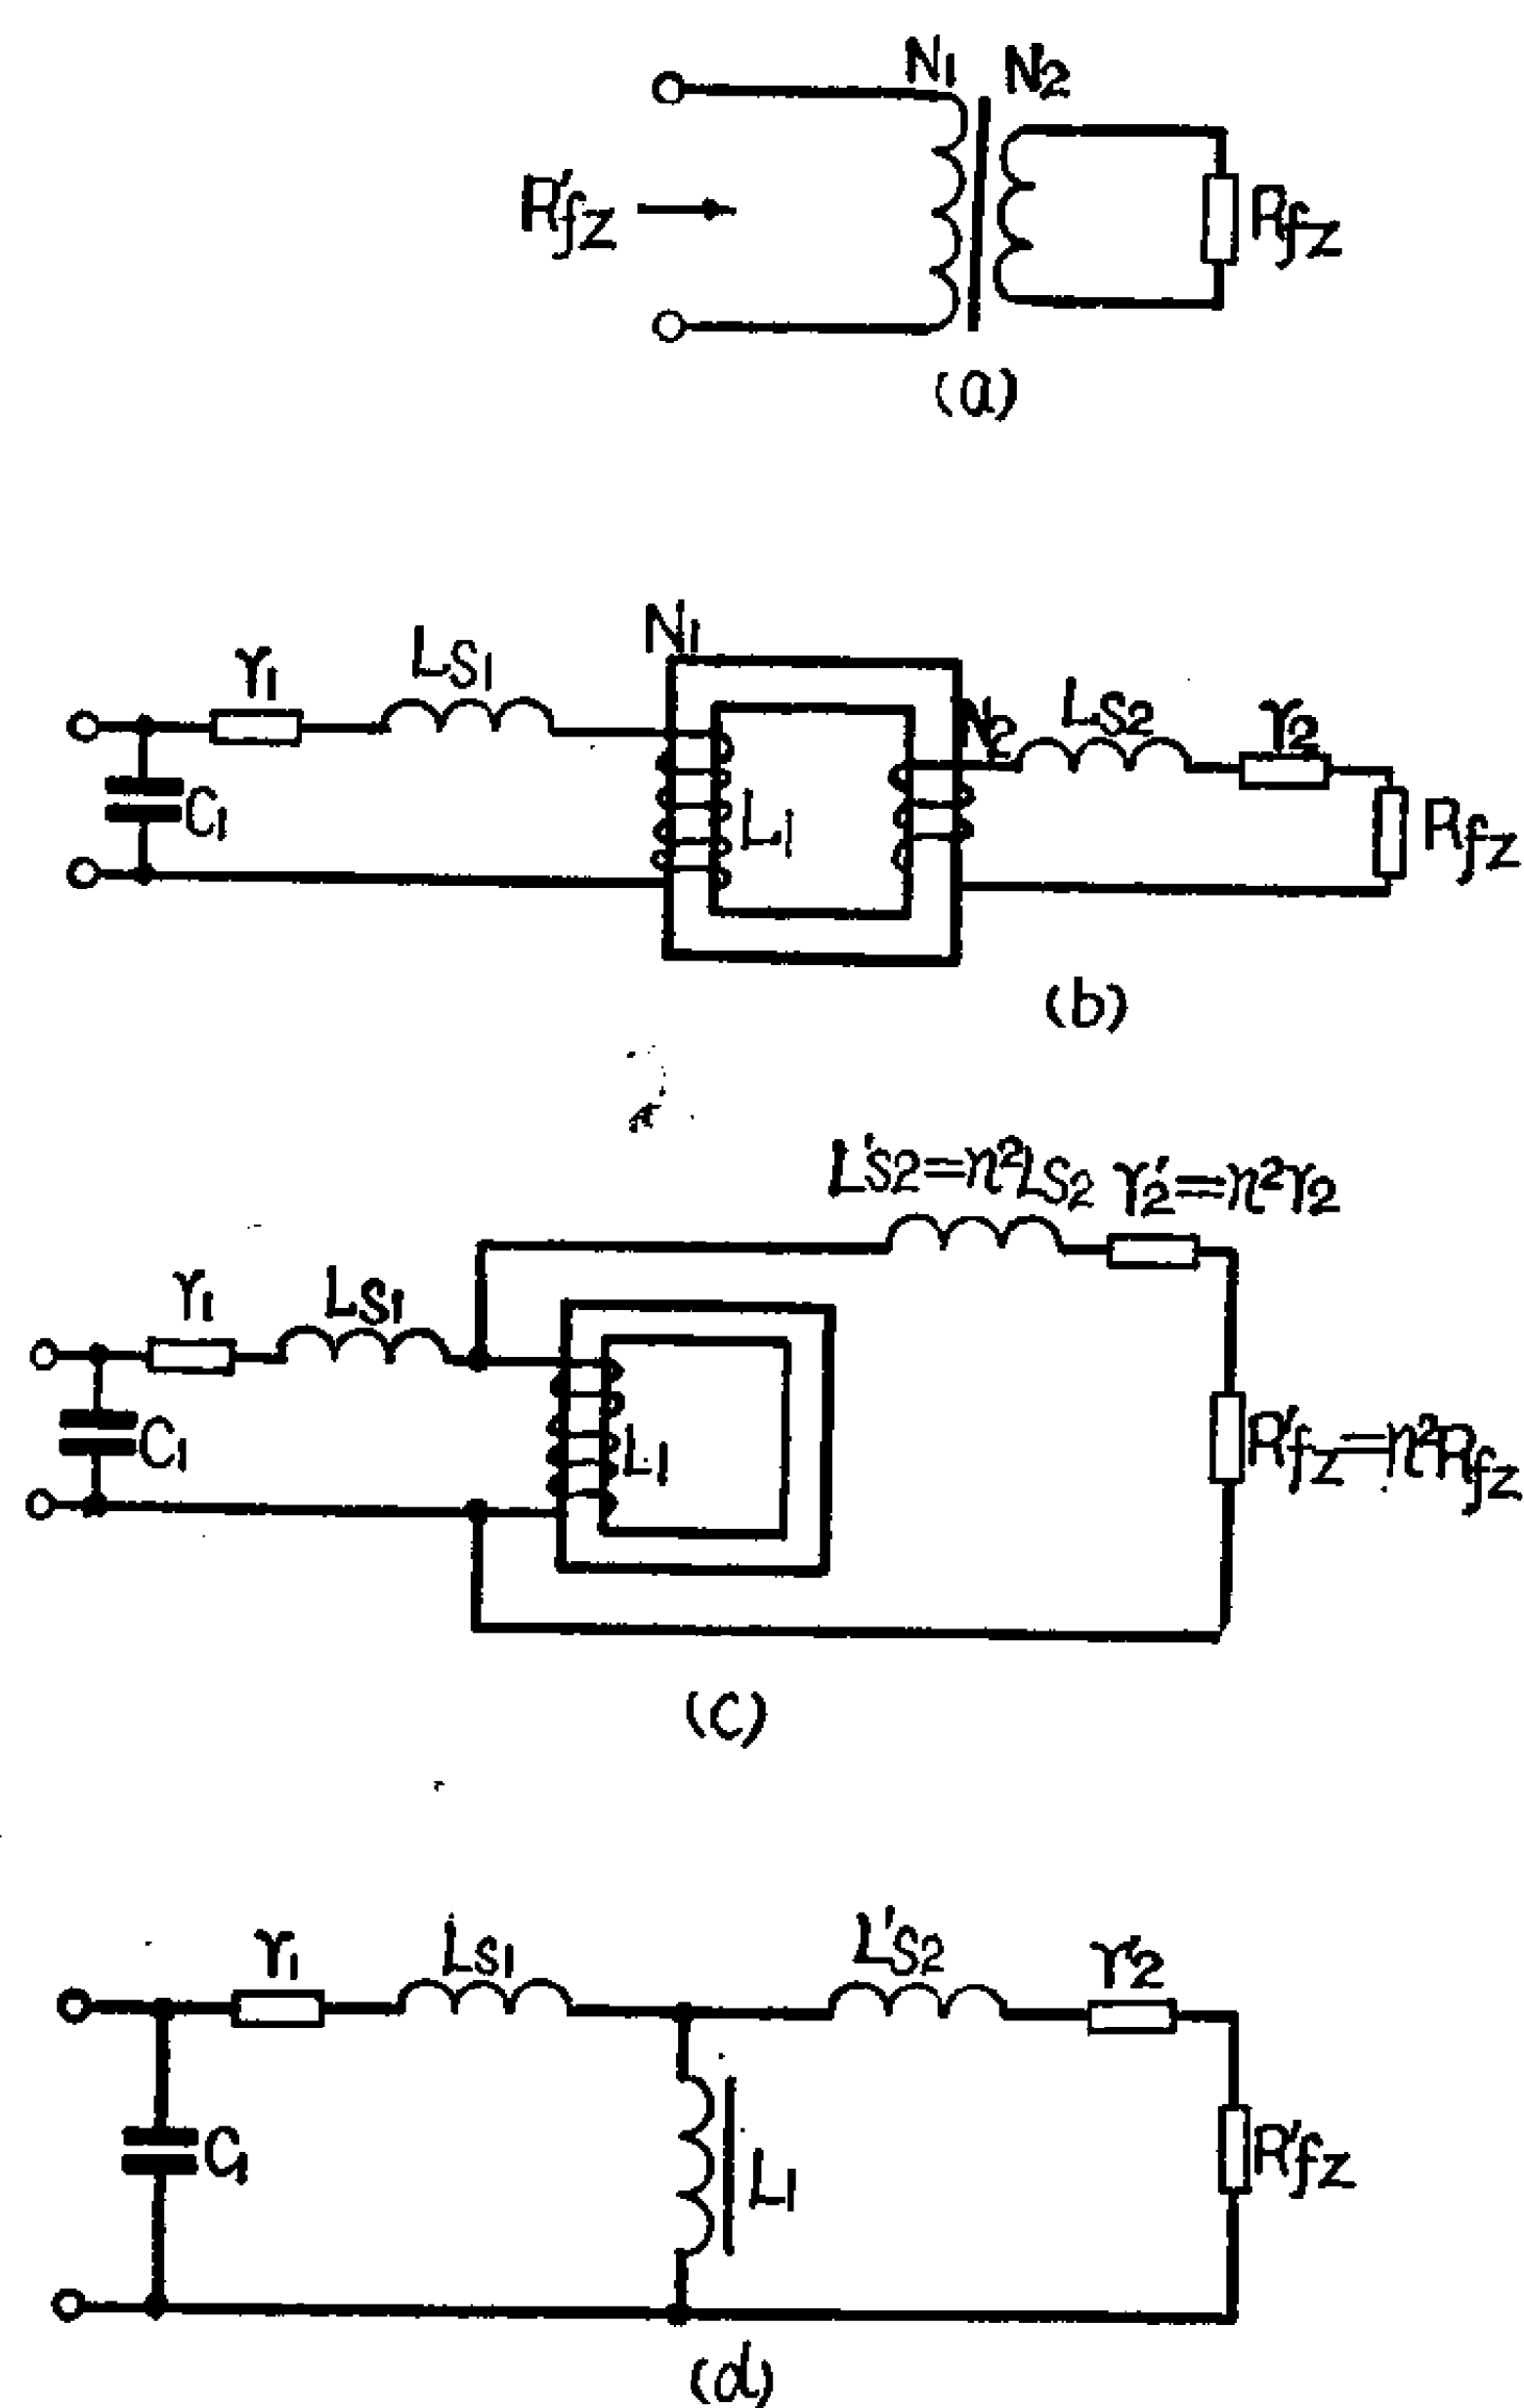 N1 N2
R'fz Rfz
(a)
r1 LS1 N1 N2 LS2 r2
C1 L1 Rfz
(b)
L'S2=n²LS2 r'2=n²r2
r1 LS1
C1 L1 R'fz=n²Rfz
(c)
r1 LS1 L'S2 r'2
C1 L1 R'fz
(d)